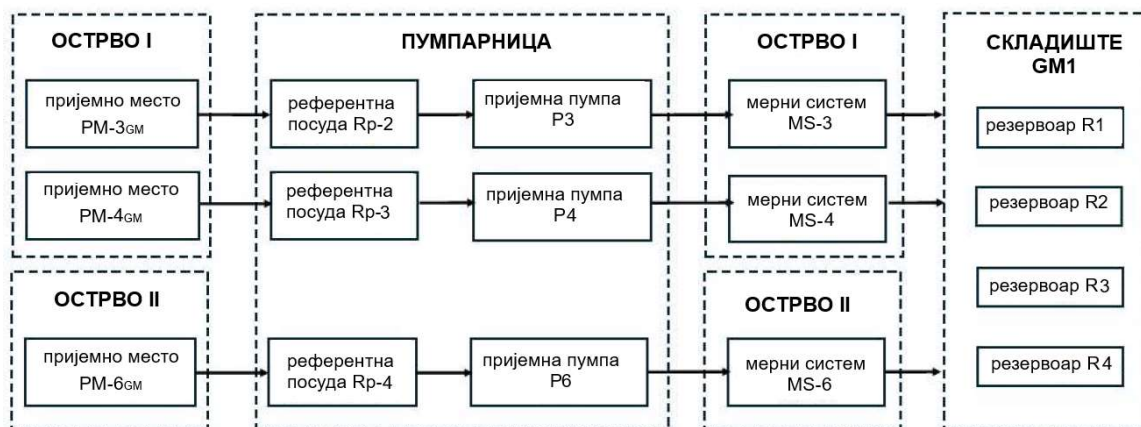 ОСТРВО I
пријемно место
PM-3GM
пријемно место
PM-4GM
ОСТРВО II
пријемно место
PM-6GM
ПУМПАРНИЦА
референтна
посуда Rp-2
пријемна пумпа
P3
референтна
посуда Rp-3
пријемна пумпа
P4
референтна
посуда Rp-4
пријемна пумпа
P6
ОСТРВО I
мерни систем
MS-3
мерни систем
MS-4
ОСТРВО II
мерни систем
MS-6
СКЛАДИШТЕ
GM1
резервоар R1
резервоар R2
резервоар R3
резервоар R4